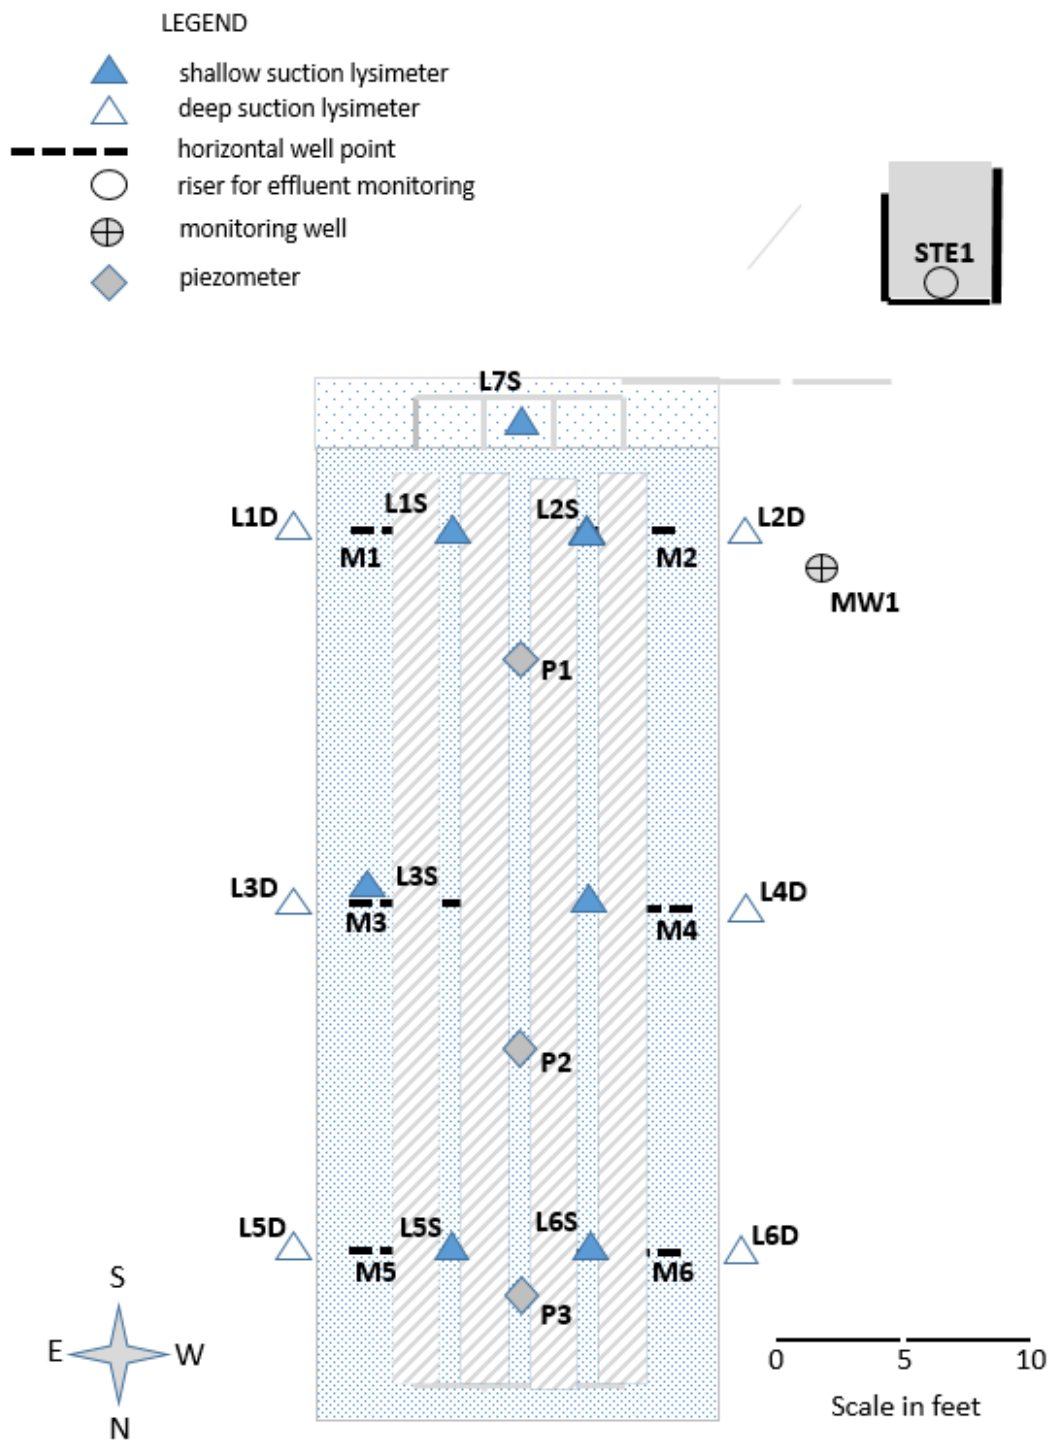 LEGEND
shallow suction lysimeter
deep suction lysimeter
horizontal well point
riser for effluent monitoring
monitoring well
piezometer
STE1
L7S
L1D
L1S
L2S
L2D
M1
M2
MW1
P1
L3D
L3S
L4D
M3
M4
P2
L5D
L5S
L6S
L6D
M5
M6
P3
S
E
W
N
0 5 10
Scale in feet